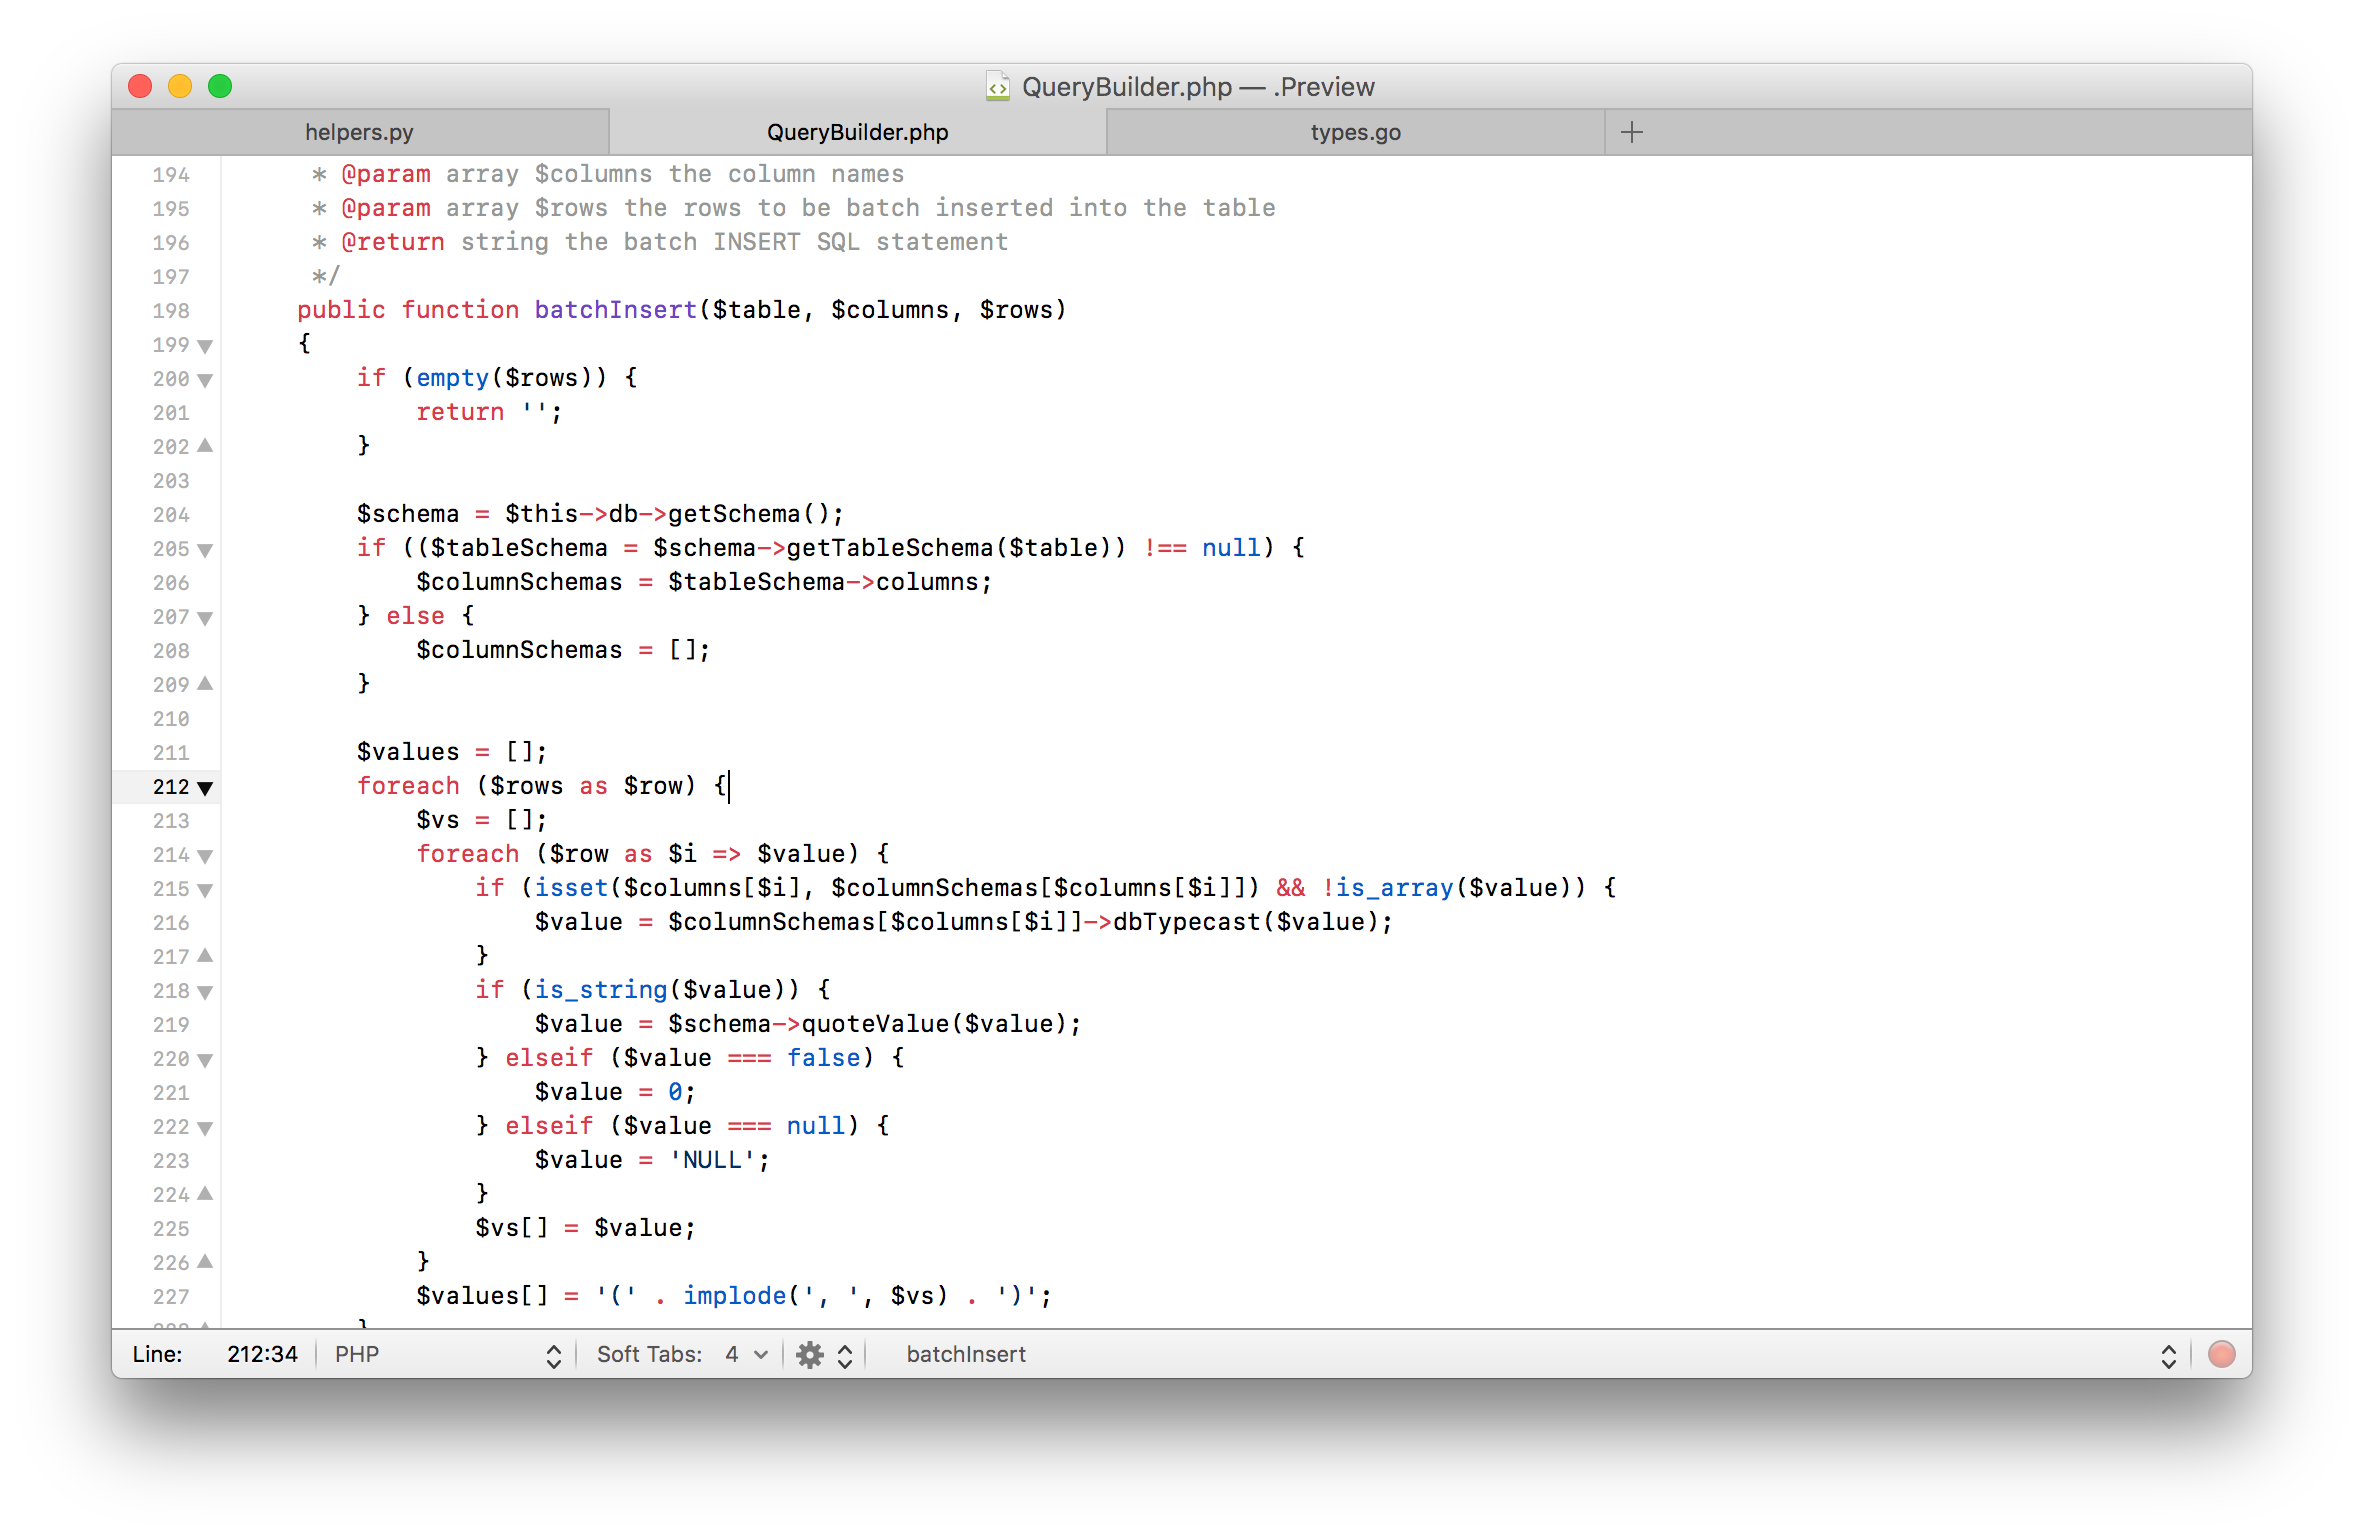 QueryBuilder.php — .Preview
helpers.py QueryBuilder.php types.go
194 * @param array $columns the column names
195 * @param array $rows the rows to be batch inserted into the table
196 * @return string the batch INSERT SQL statement
197 */
198 public function batchInsert($table, $columns, $rows)
199 {
200 if (empty($rows)) {
201 return '';
202 }
203
204 $schema = $this->db->getSchema();
205 if (($tableSchema = $schema->getTableSchema($table)) !== null) {
206 $columnSchemas = $tableSchema->columns;
207 } else {
208 $columnSchemas = [];
209 }
210
211 $values = [];
212 foreach ($rows as $row) {
213 $vs = [];
214 foreach ($row as $i => $value) {
215 if (isset($columns[$i], $columnSchemas[$columns[$i]]) && !is_array($value)) {
216 $value = $columnSchemas[$columns[$i]]->dbTypecast($value);
217 }
218 if (is_string($value)) {
219 $value = $schema->quoteValue($value);
220 } elseif ($value === false) {
221 $value = 0;
222 } elseif ($value === null) {
223 $value = 'NULL';
224 }
225 $vs[] = $value;
226 }
227 $values[] = '(' . implode(', ', $vs) . ')';
Line: 212:34 PHP Soft Tabs: 4 batchInsert